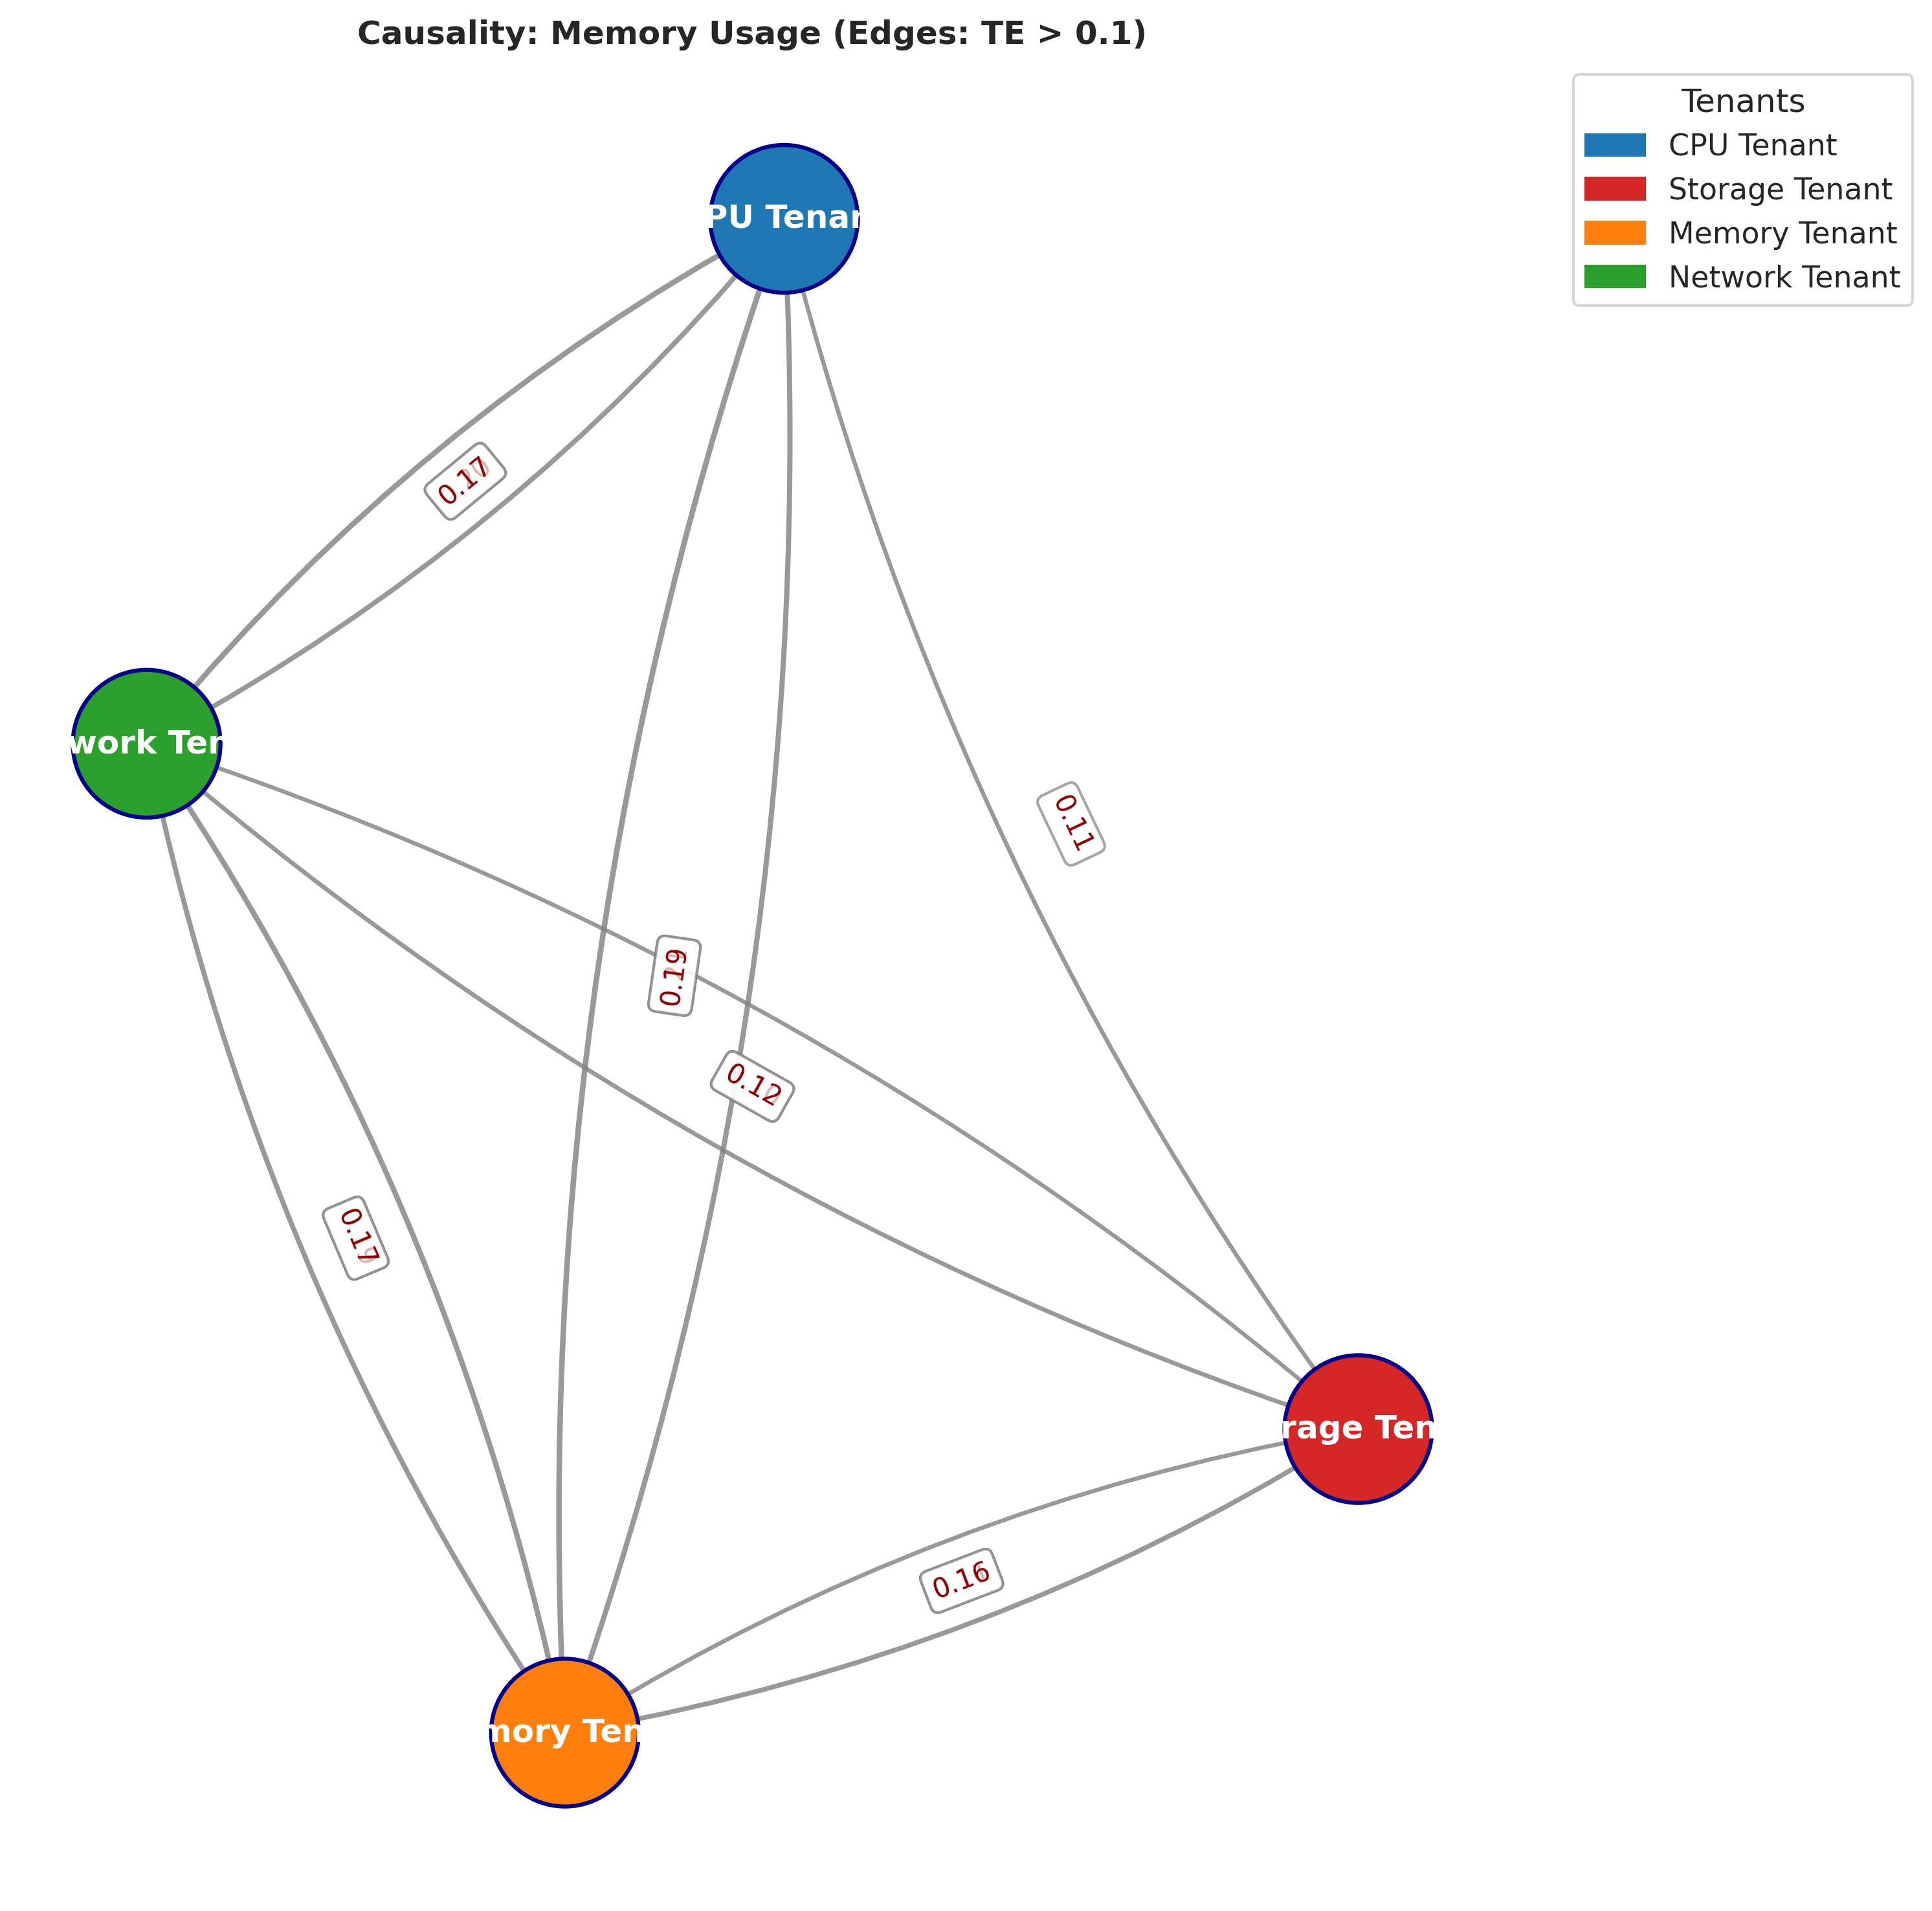 Causality: Memory Usage (Edges: TE > 0.1)
Tenants
CPU Tenant
Storage Tenant
Memory Tenant
Network Tenant
PU Tenan
0.17
work Ten
0.11
0.19
0.12
0.17
rage Ten
0.16
mory Ten